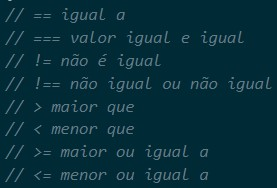 // == igual a
// === valor igual e igual
// != não é igual
// !== não igual ou não igual
// > maior que
// < menor que
// >= maior ou igual a
// <= menor ou igual a